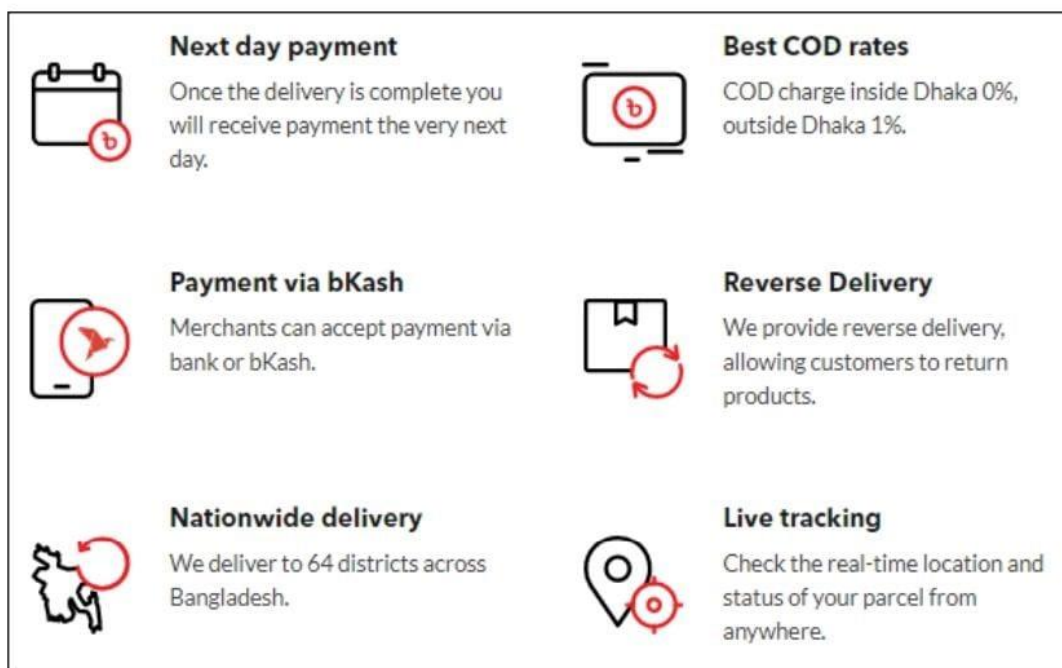 Next day payment
Once the delivery is complete you
will receive payment the very next
day.
Best COD rates
COD charge inside Dhaka 0%,
outside Dhaka 1%.
Payment via bKash
Merchants can accept payment via
bank or bKash.
Reverse Delivery
We provide reverse delivery,
allowing customers to return
products.
Nationwide delivery
We deliver to 64 districts across
Bangladesh.
Live tracking
Check the real-time location and
status of your parcel from
anywhere.